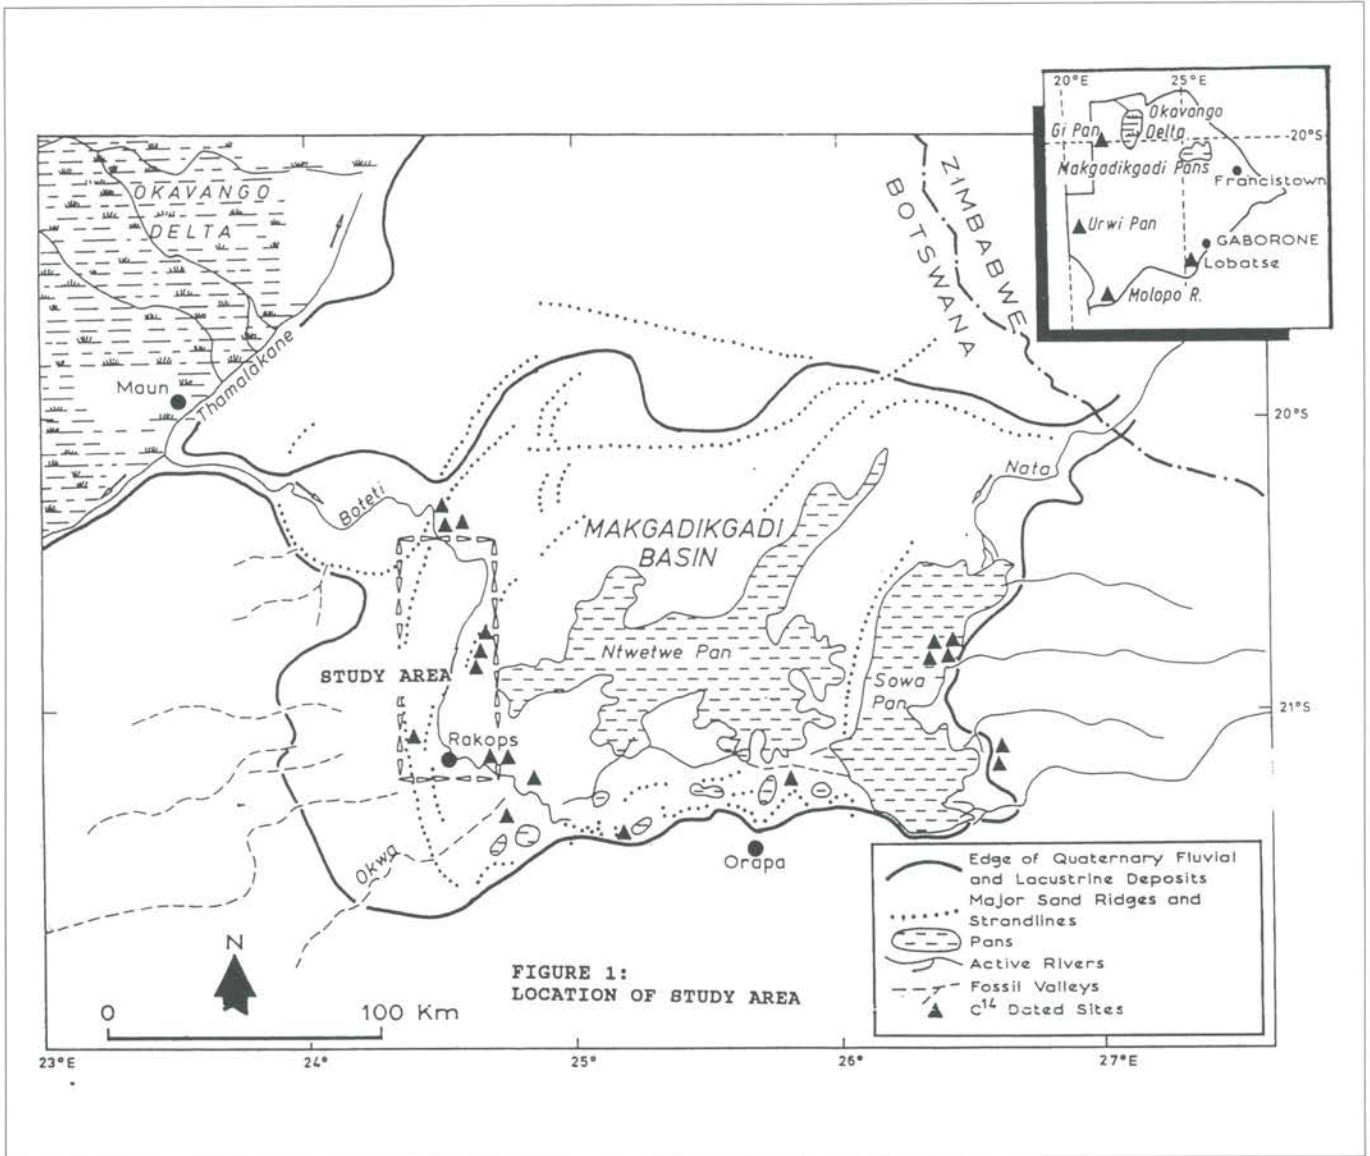 20°E 25°E
Okavango
Gi Pan Delta -20°S
Makgadikgadi Pans
Francistown
Urwi Pan
GABORONE
Lobatse
Molopo R.
OKAVANGO
DELTA
ZIMBABWE
BOTSWANA
Maun
Thamalakane
20°S
Boteti
Nata
MAKGADIKGADI
BASIN
Ntwetwe Pan
STUDY AREA
Sowa
Pan
21°S
Rakops
Okwa
Orapa
Edge of Quaternary Fluvial
and Lacustrine Deposits
Major Sand Ridges and
Strandlines
Pans
Active Rivers
Fossil Valleys
C14 Dated Sites
N
FIGURE 1:
LOCATION OF STUDY AREA
0 100 Km
23°E 24° 25° 26° 27°E